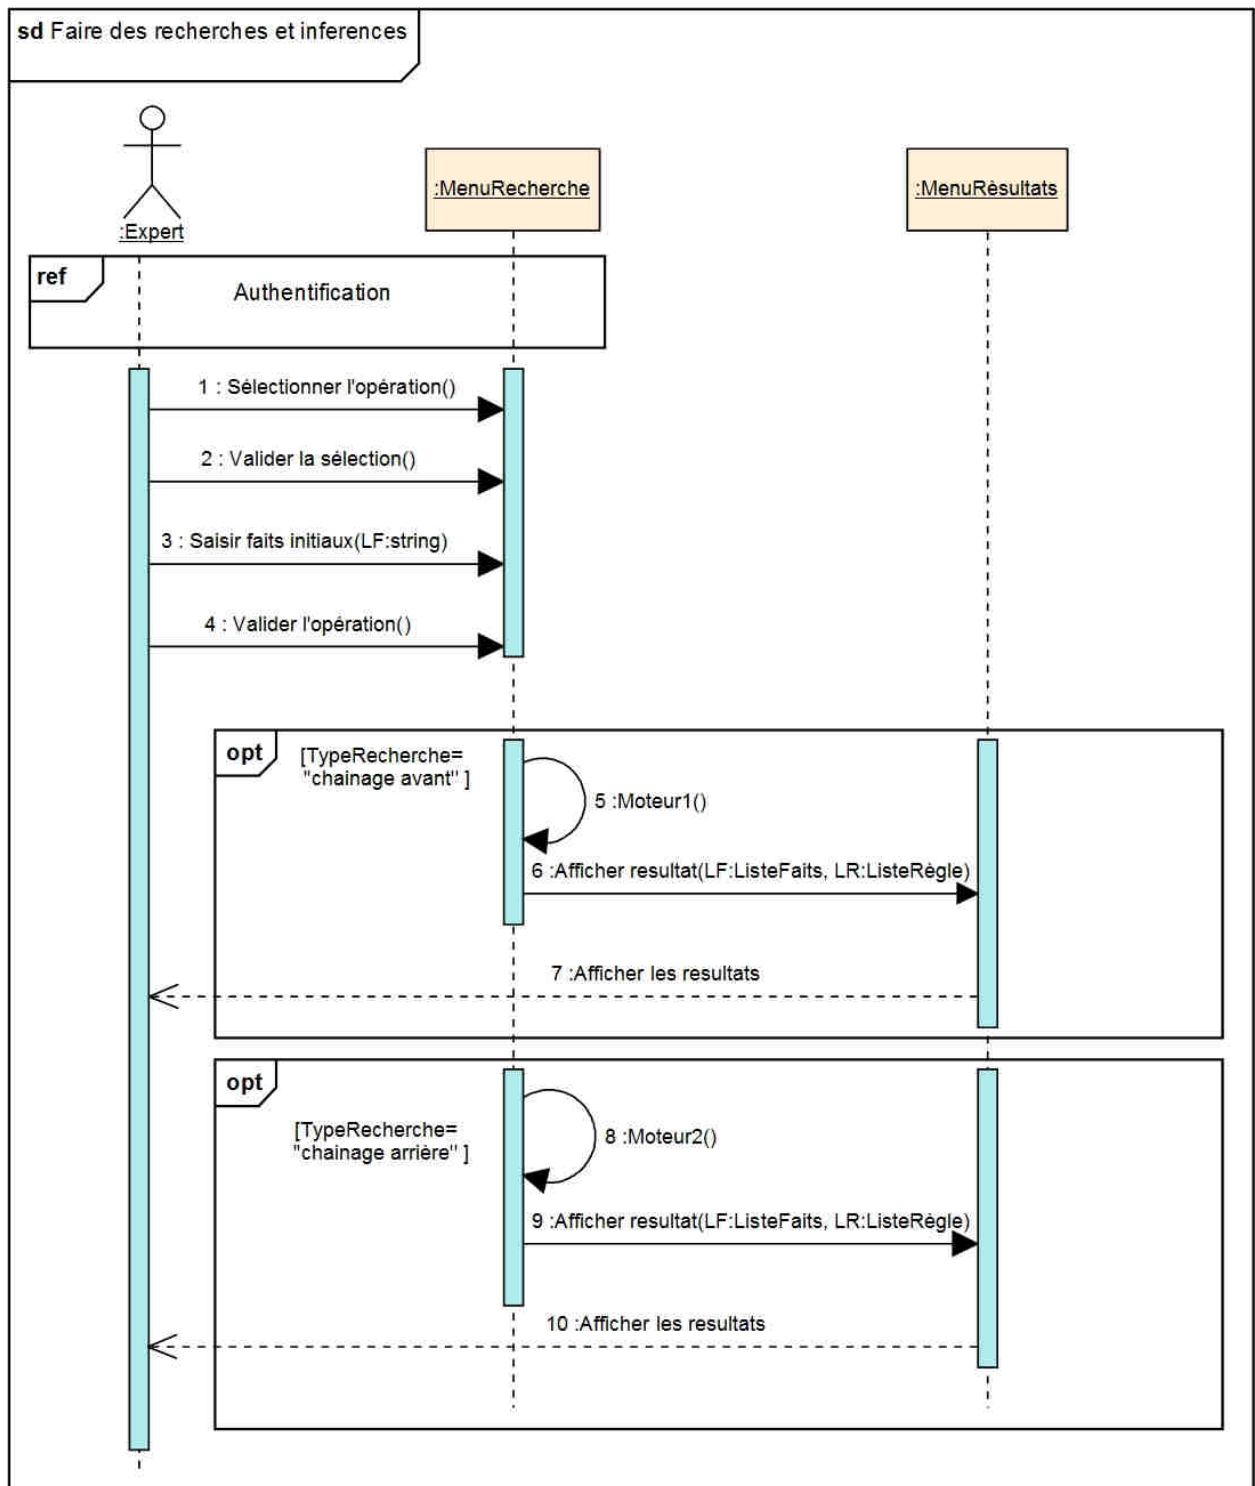 sd Faire des recherches et inferences
:Expert
:MenuRecherche
:MenuRèsultats
ref
Authentification
1 : Sélectionner l'opération()
2 : Valider la sélection()
3 : Saisir faits initiaux(LF:string)
4 : Valider l'opération()
opt
[TypeRecherche=
"chainage avant" ]
5 :Moteur1()
6 :Afficher resultat(LF:ListeFaits, LR:ListeRègle)
7 :Afficher les resultats
opt
[TypeRecherche=
"chainage arrière" ]
8 :Moteur2()
9 :Afficher resultat(LF:ListeFaits, LR:ListeRègle)
10 :Afficher les resultats